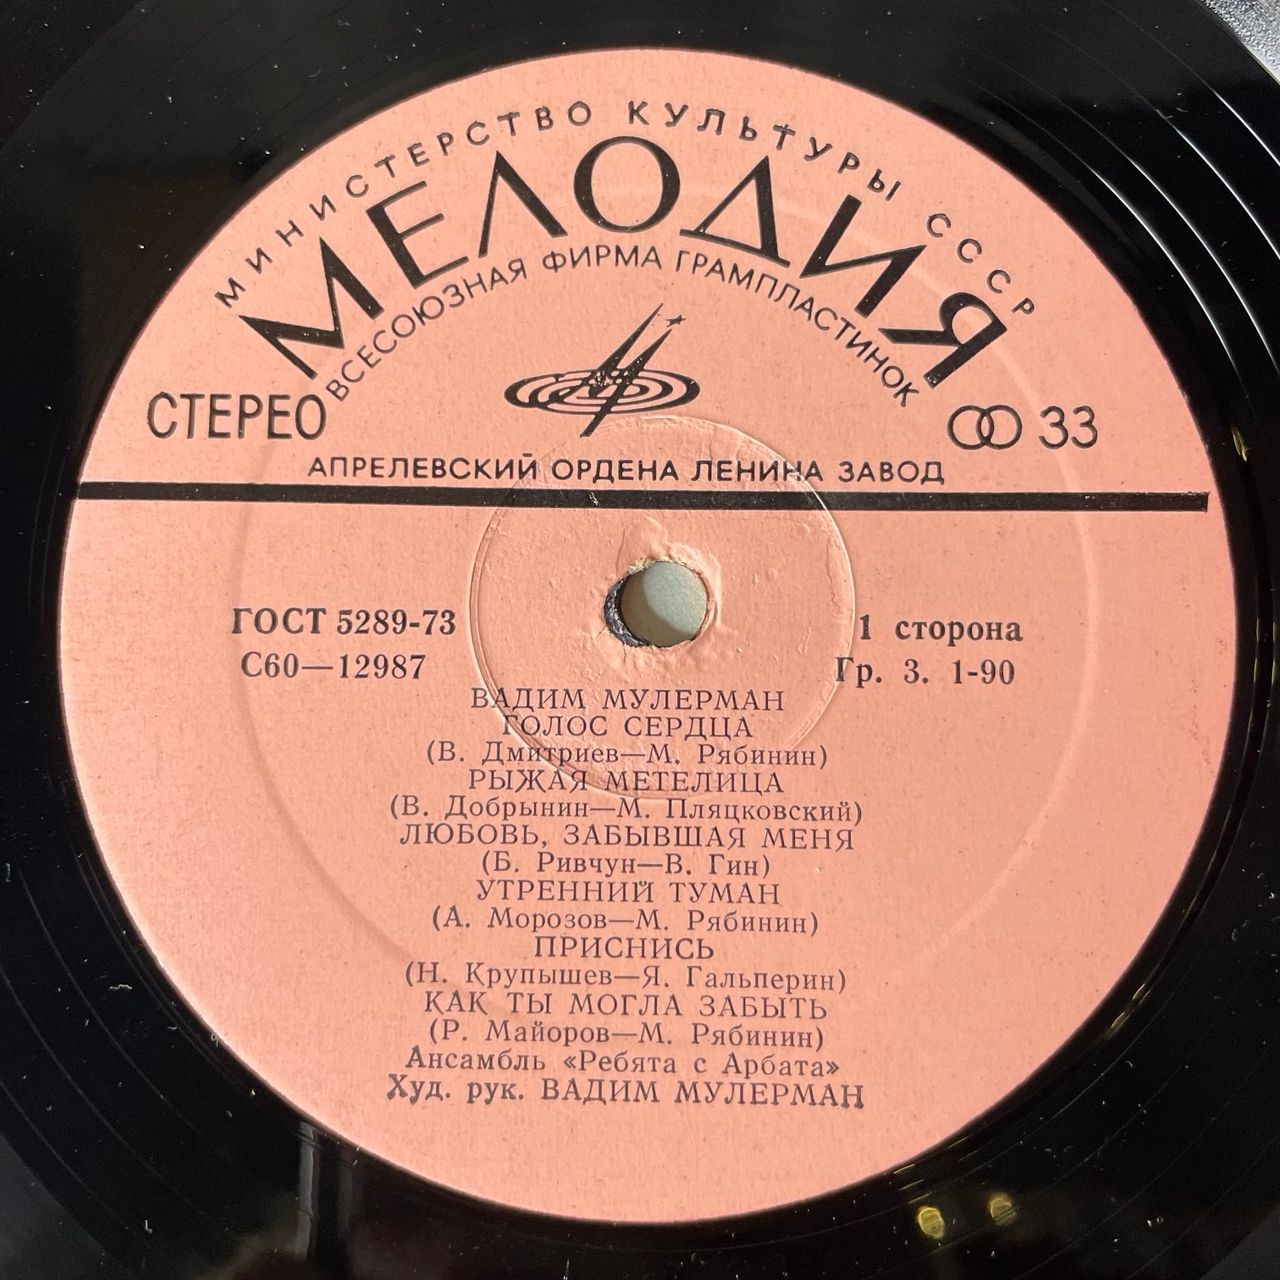 МИНИСТЕРСТВО КУЛЬТУРЫ СССР
МЕЛОДИЯ
ВСЕСОЮЗНАЯ ФИРМА ГРАМПЛАСТИНОК
СТЕРЕО
33
АПРЕЛЕВСКИЙ ОРДЕНА ЛЕНИНА ЗАВОД
ГОСТ 5289-73
1 сторона
С60—12987
Гр. 3. 1-90
ВАДИМ МУЛЕРМАН
ГОЛОС СЕРДЦА
(В. Дмитриев—М. Рябинин)
РЫЖАЯ МЕТЕЛИЦА
(В. Добрынин—М. Пляцковский)
ЛЮБОВЬ, ЗАБЫВШАЯ МЕНЯ
(Б. Ривчун—В. Гин)
УТРЕННИЙ ТУМАН
(А. Морозов—М. Рябинин)
ПРИСНИСЬ
(Н. Крупышев—Я. Гальперин)
КАК ТЫ МОГЛА ЗАБЫТЬ
(Р. Майоров—М. Рябинин)
Ансамбль «Ребята с Арбата»
Худ. рук. ВАДИМ МУЛЕРМАН